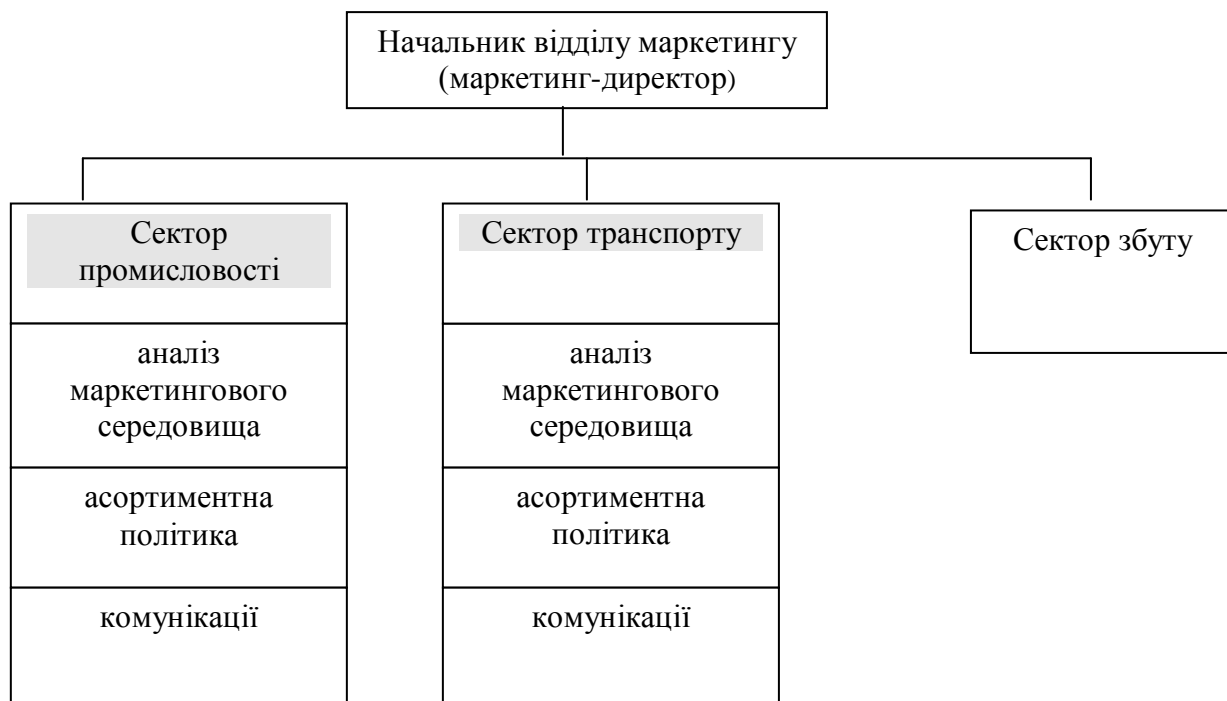 Начальник відділу маркетингу
(маркетинг-директор)
Сектор
промисловості
аналіз
маркетингового
середовища
асортиментна
політика
комунікації
Сектор транспорту
аналіз
маркетингового
середовища
асортиментна
політика
комунікації
Сектор збуту